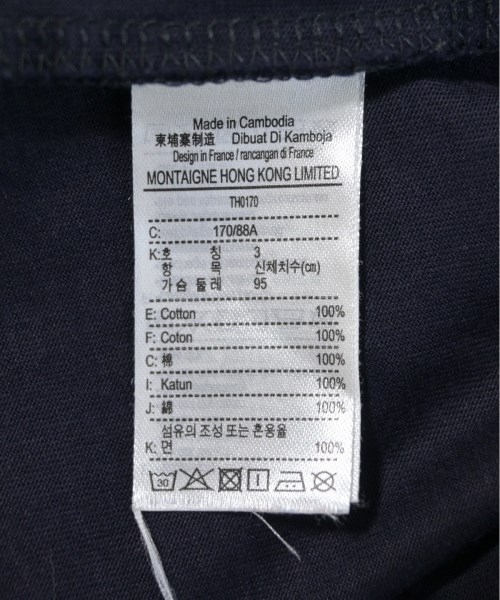 Made in Cambodia
柬埔寨制造 Dibuat Di Kamboja
Design in France / rancangan di France
MONTAIGNE HONG KONG LIMITED
TH0170
C: 170/88A
K: 호 칭 3
항 목 신체치수(cm)
가슴 둘레 95
E: Cotton 100%
F: Coton 100%
C: 棉 100%
I: Katun 100%
J: 綿 100%
섬유의 조성 또는 혼용율
K: 면 100%
30